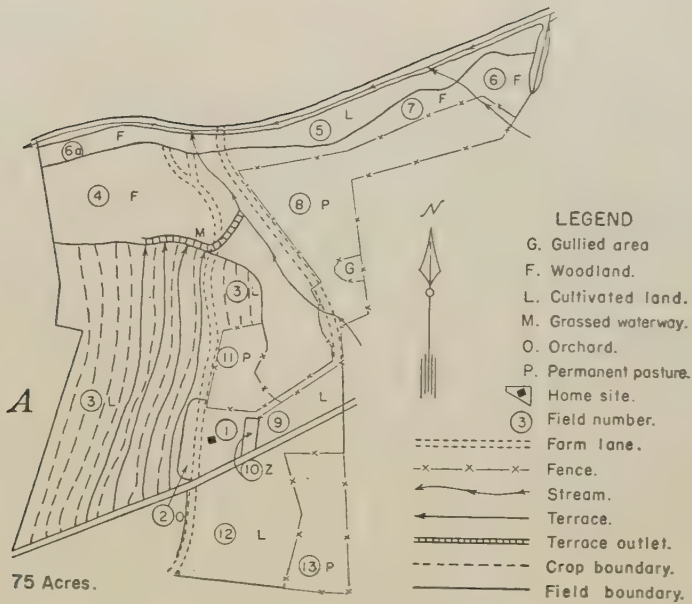 6 F
7 F
5 L
F
6a
4 F
8 P
N
M
G
3 L
11 P
A
3 L
1
9 L
10 Z
2 O
12 L
13 P
75 Acres.
LEGEND
G. Gullied area
F. Woodland.
L. Cultivated land.
M. Grassed waterway.
O. Orchard.
P. Permanent pasture.
Home site.
3 Field number.
Farm lane.
Fence.
Stream.
Terrace.
Terrace outlet.
Crop boundary.
Field boundary.